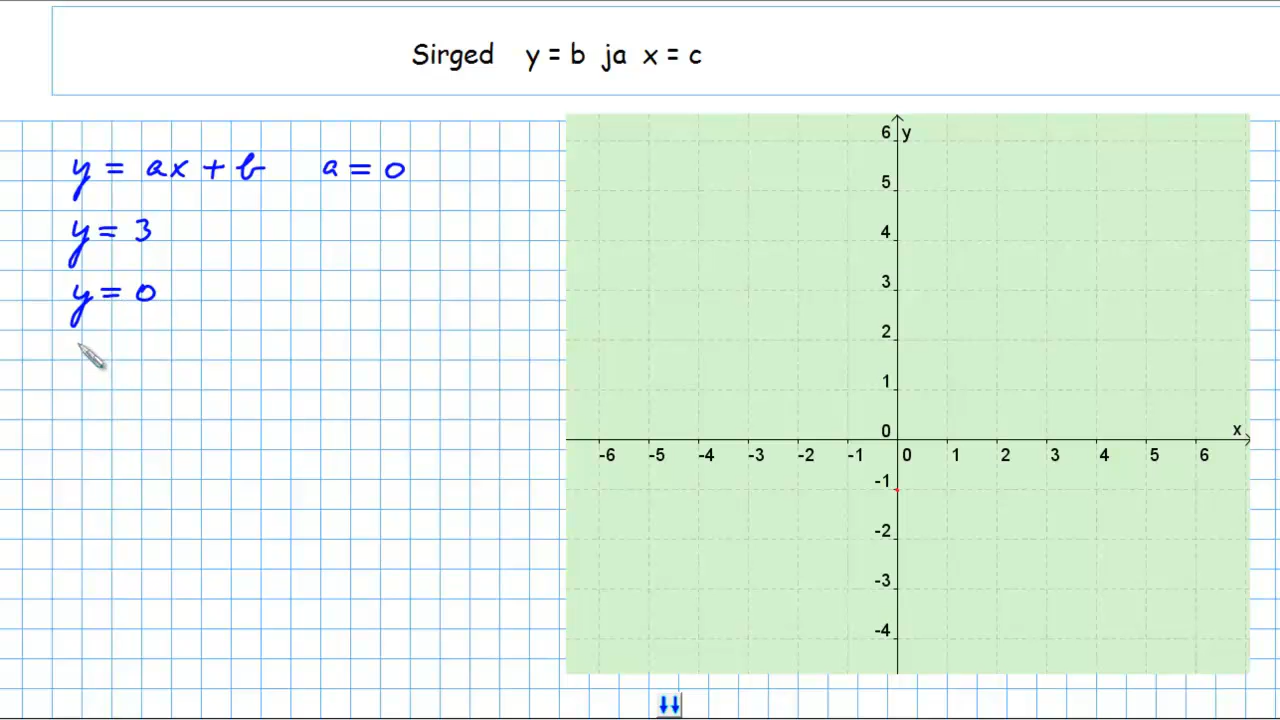 Sirged y = b ja x = c
y = ax + b a = 0
y = 3
y = 0
6 y
5
4
3
2
1
0 x
-6 -5 -4 -3 -2 -1 0 1 2 3 4 5 6
-1
-2
-3
-4